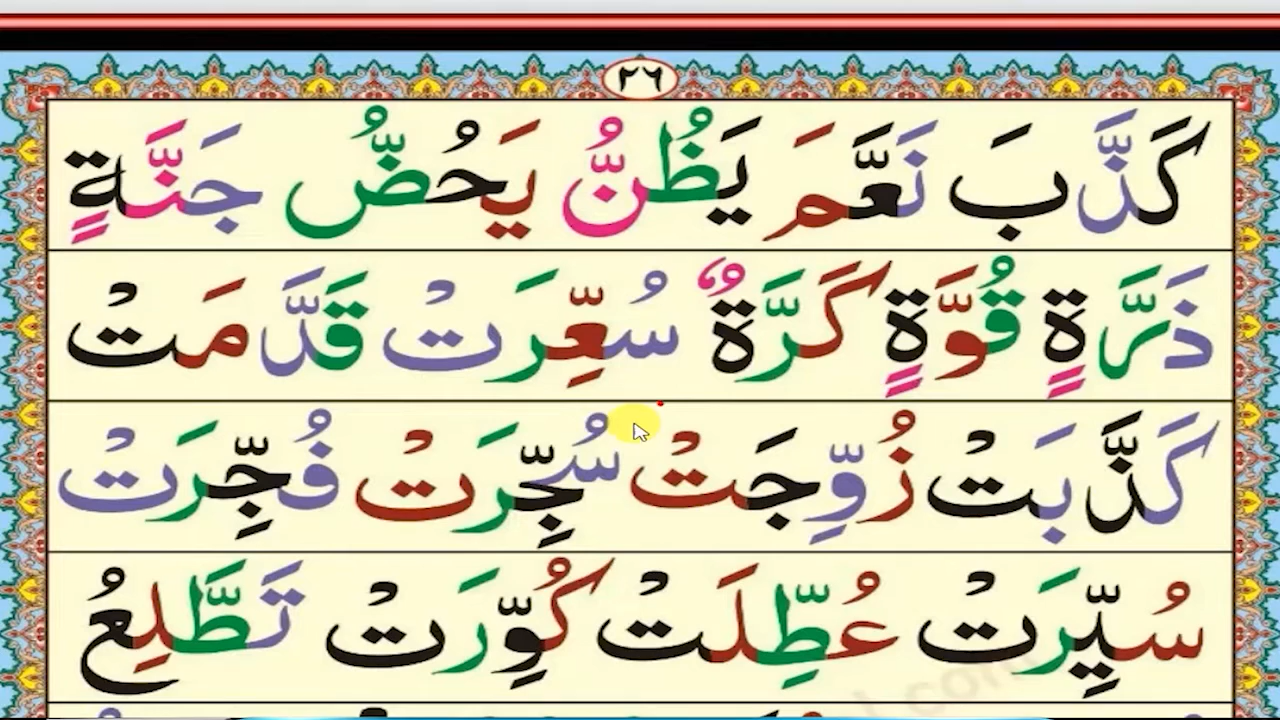 ٢٦
كَذَّبَ نَعَّمَ يَظُنُّ يَحُضُّ جَنَّةٍ
ذَرَّةٍ قُوَّةٍ كَرَّةٌ سُعِّرَتْ قَدَّمَتْ
كَذَّبَتْ زُوِّجَتْ سُجِّرَتْ فُجِّرَتْ
سُيِّرَتْ عُطِّلَتْ كُوِّرَتْ تَطَّلِعُ